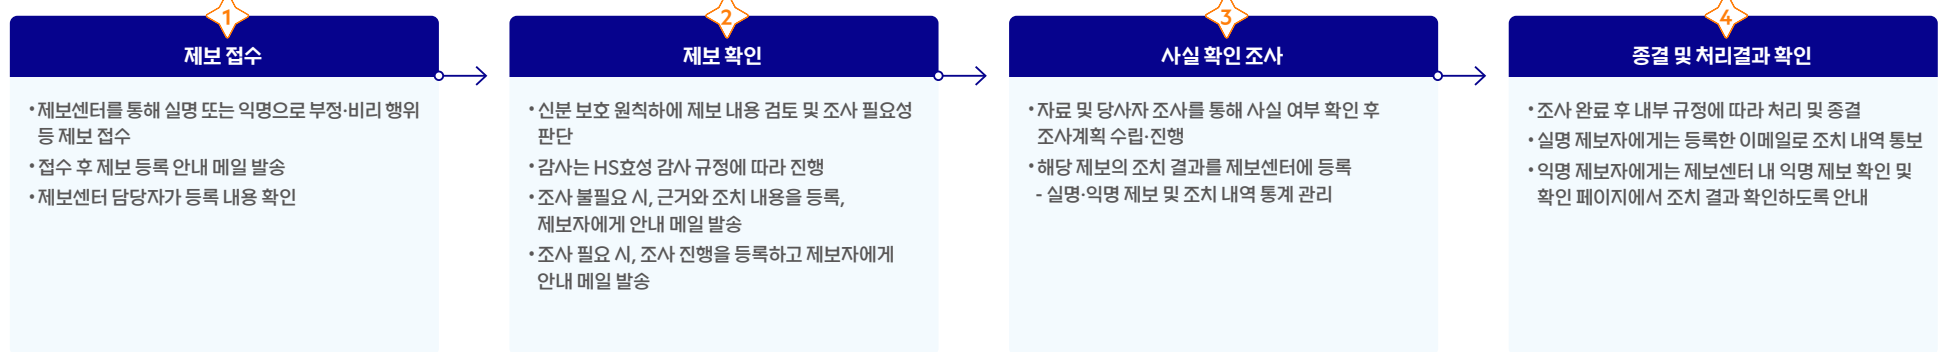 1
제보 접수
• 제보센터를 통해 실명 또는 익명으로 부정·비리 행위
등 제보 접수
• 접수 후 제보 등록 안내 메일 발송
• 제보센터 담당자가 등록 내용 확인
2
제보 확인
• 신분 보호 원칙하에 제보 내용 검토 및 조사 필요성
판단
• 감사는 HS효성 감사 규정에 따라 진행
• 조사 불필요 시, 근거와 조치 내용을 등록,
제보자에게 안내 메일 발송
• 조사 필요 시, 조사 진행을 등록하고 제보자에게
안내 메일 발송
3
사실 확인 조사
• 자료 및 당사자 조사를 통해 사실 여부 확인 후
조사계획 수립·진행
• 해당 제보의 조치 결과를 제보센터에 등록
- 실명·익명 제보 및 조치 내역 통계 관리
4
종결 및 처리결과 확인
• 조사 완료 후 내부 규정에 따라 처리 및 종결
• 실명 제보자에게는 등록한 이메일로 조치 내역 통보
• 익명 제보자에게는 제보센터 내 익명 제보 확인 및
확인 페이지에서 조치 결과 확인하도록 안내